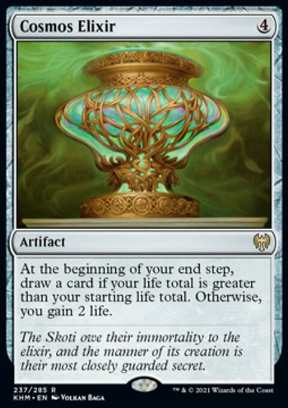 Cosmos Elixir 4
Artifact
At the beginning of your end step,
draw a card if your life total is greater
than your starting life total. Otherwise,
you gain 2 life.
The Skoti owe their immortality to the
elixir, and the manner of its creation is
their most closely guarded secret.
237/285 R
KHM • EN VOLKAN BAGA
™ & © 2021 Wizards of the Coast